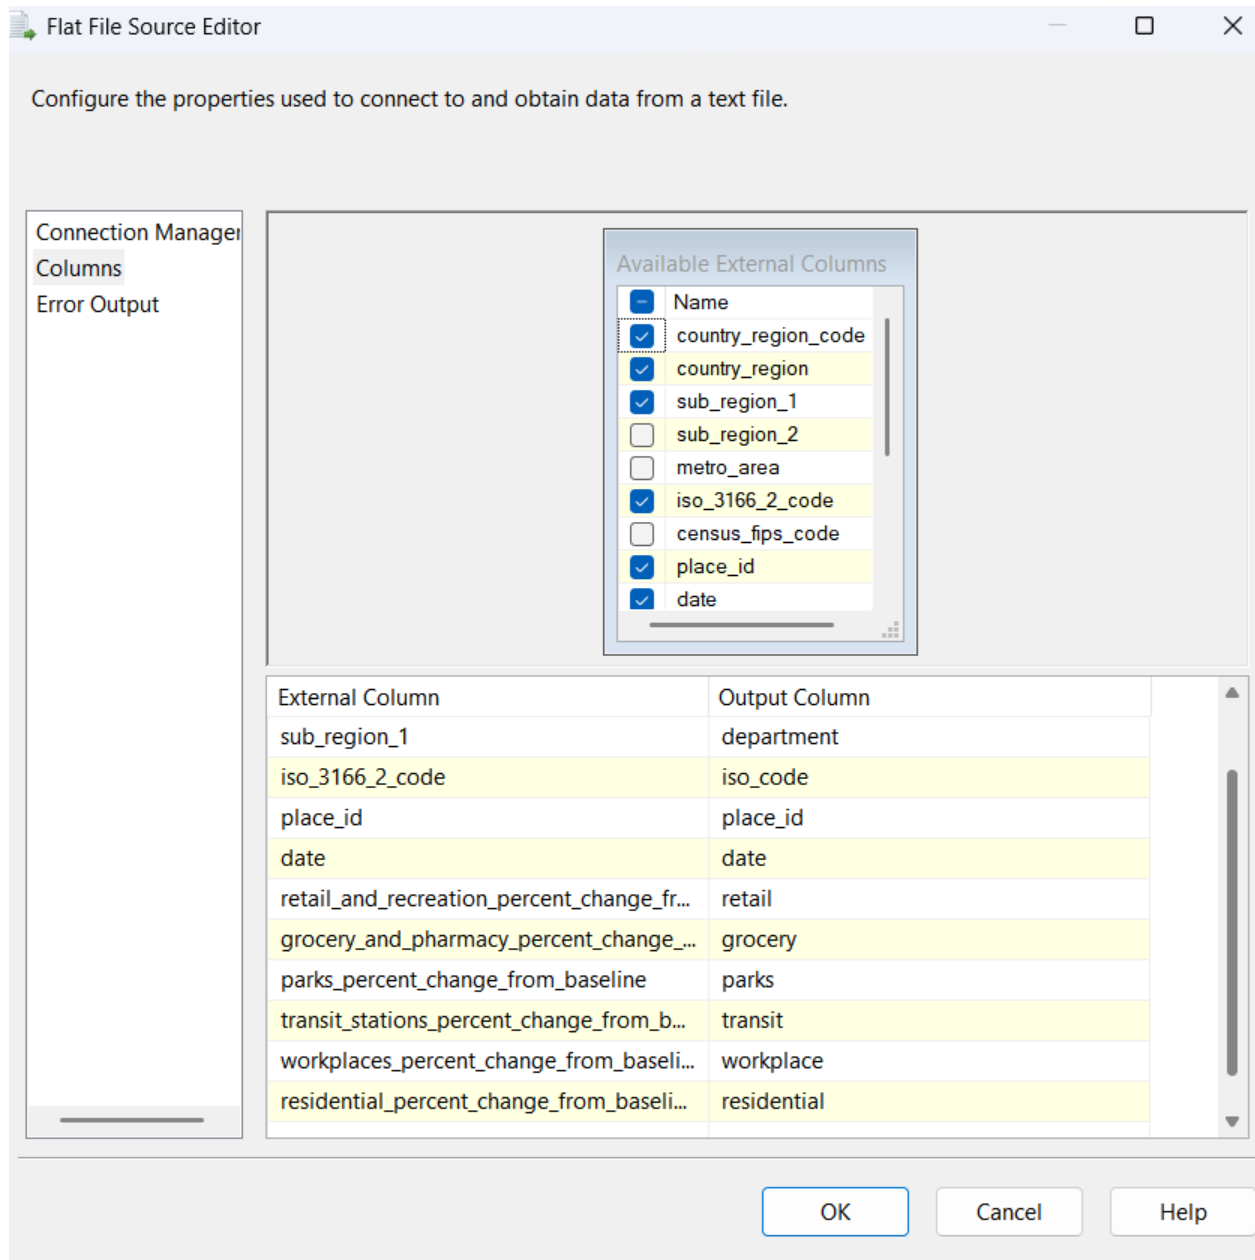 Flat File Source Editor
Configure the properties used to connect to and obtain data from a text file.
Connection Manager
Columns
Error Output
Available External Columns
Name
country_region_code
country_region
sub_region_1
sub_region_2
metro_area
iso_3166_2_code
census_fips_code
place_id
date
External Column Output Column
sub_region_1 department
iso_3166_2_code iso_code
place_id place_id
date date
retail_and_recreation_percent_change_fr... retail
grocery_and_pharmacy_percent_change_... grocery
parks_percent_change_from_baseline parks
transit_stations_percent_change_from_b... transit
workplaces_percent_change_from_baseli... workplace
residential_percent_change_from_baseli... residential
OK Cancel Help